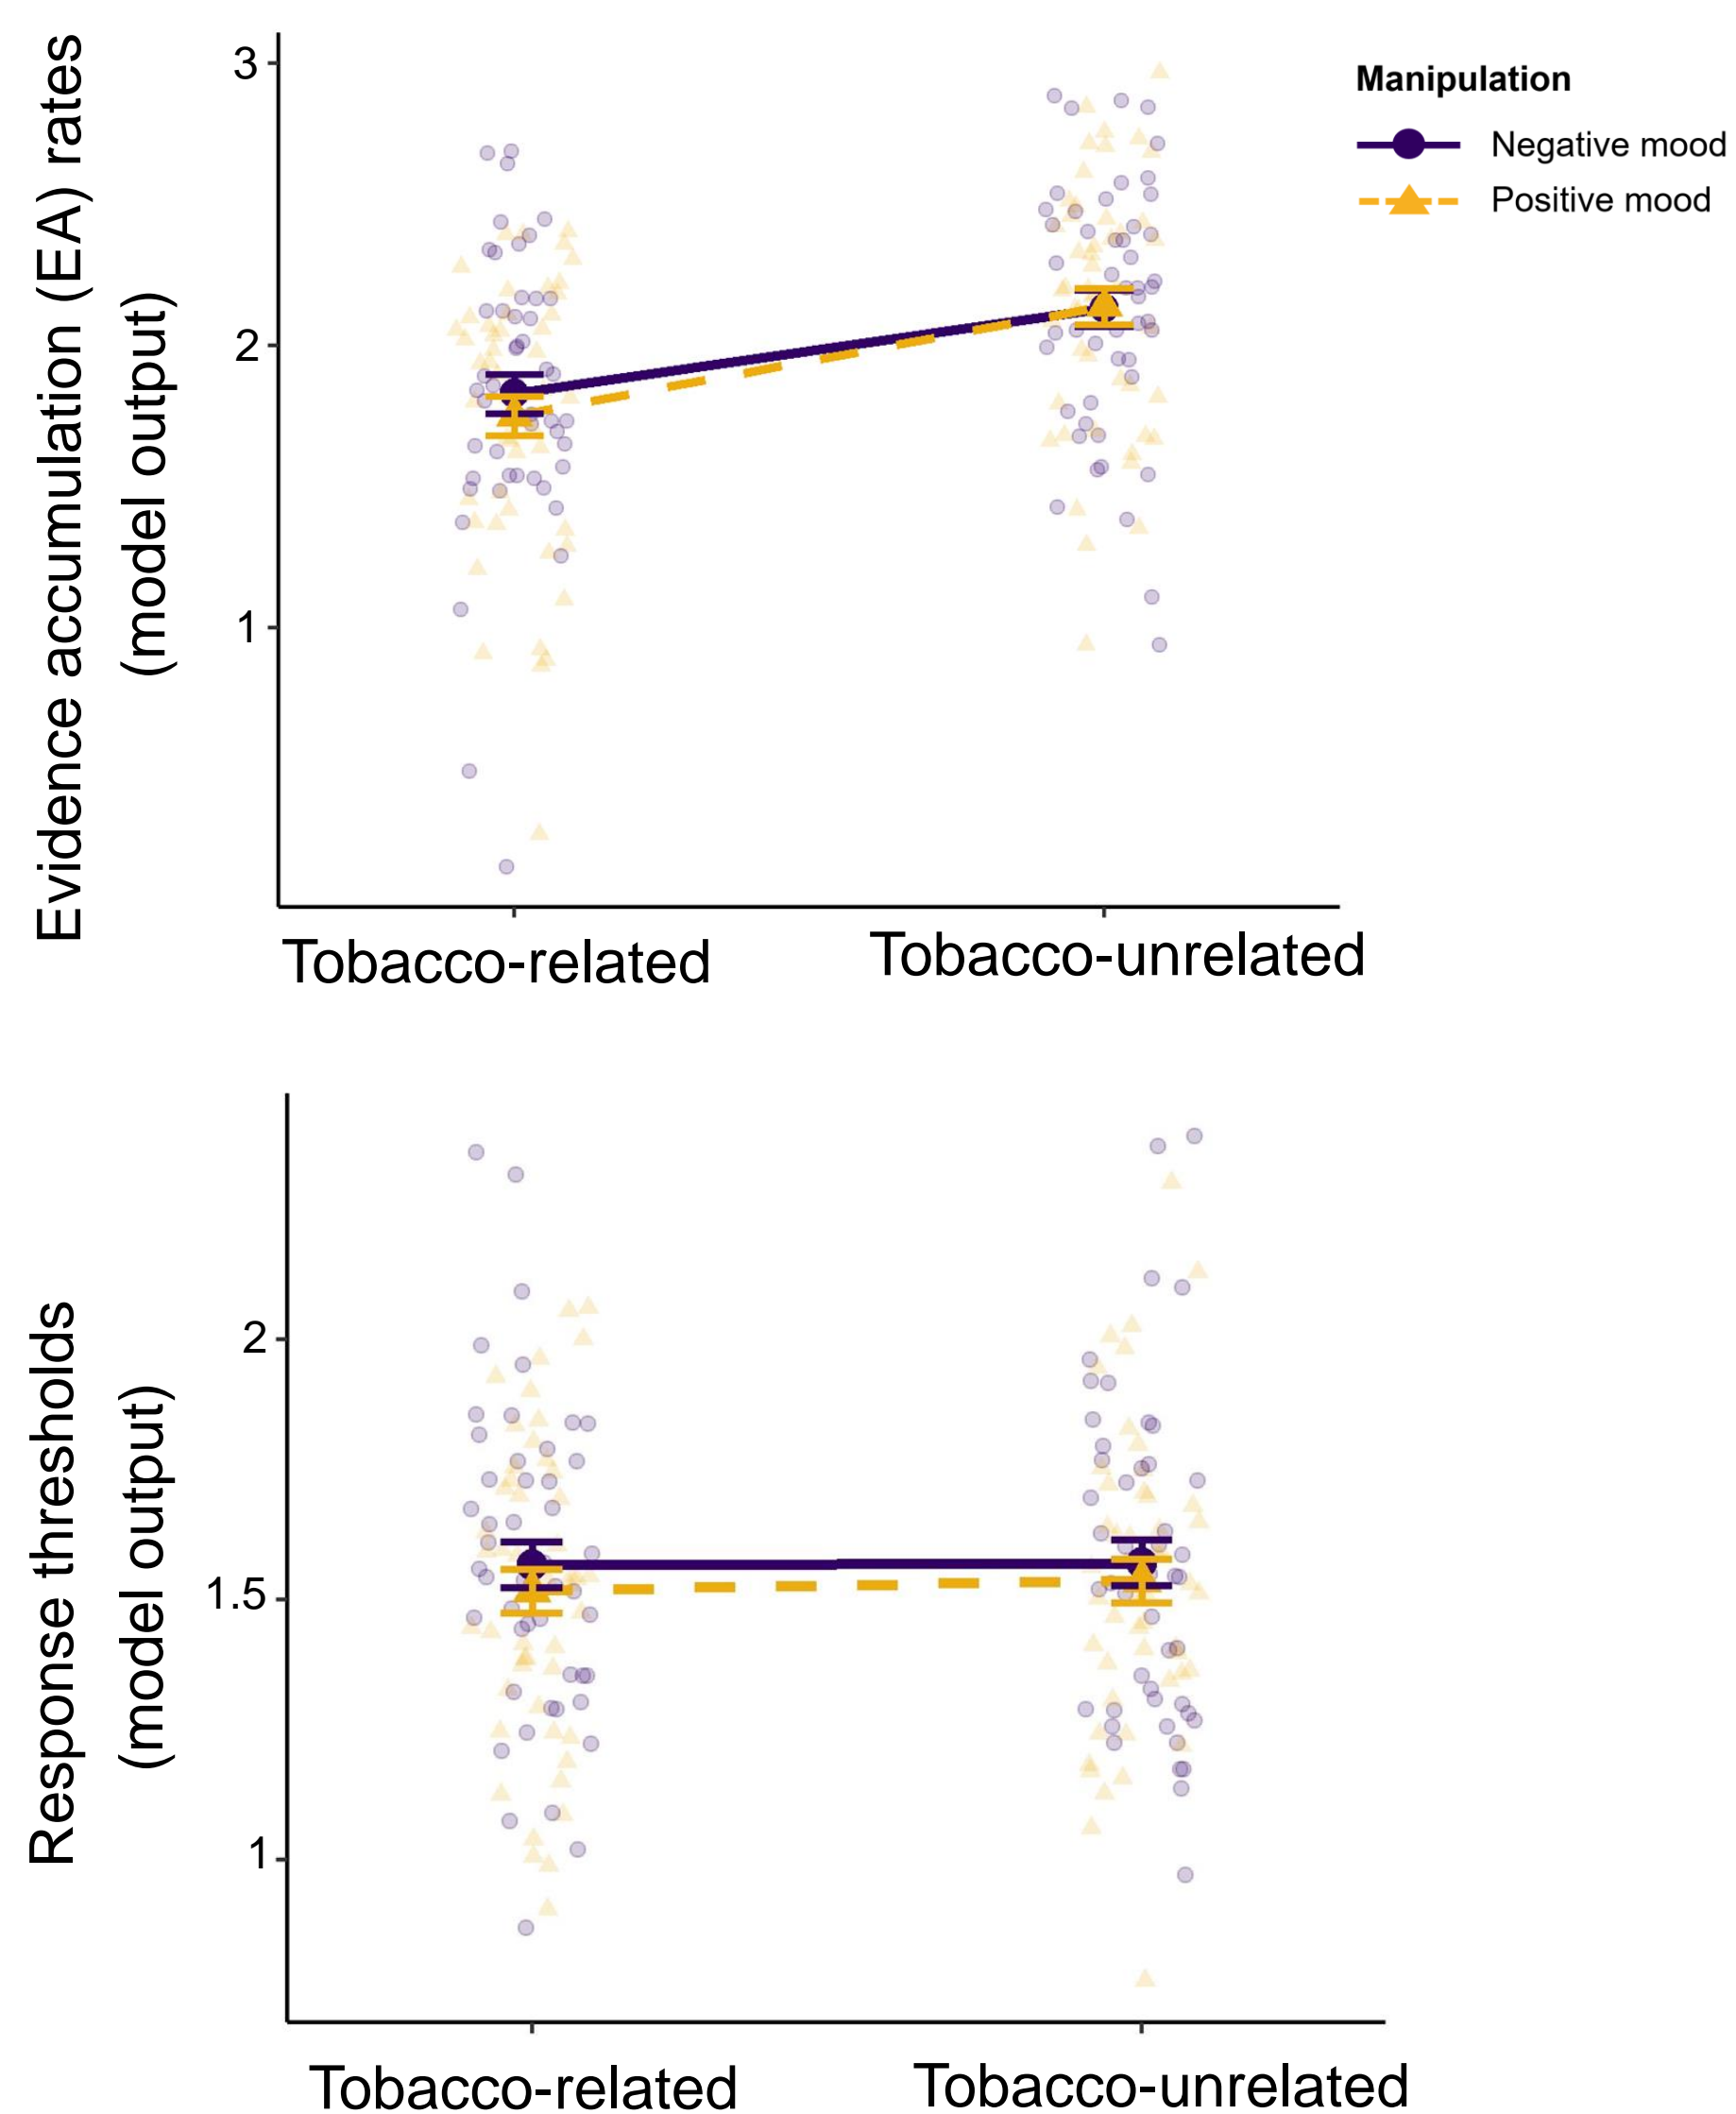 Evidence accumulation (EA) rates
(model output)
3
2
1
Tobacco-related
Tobacco-unrelated
Manipulation
Negative mood
Positive mood
Response thresholds
(model output)
2
1.5
1
Tobacco-related
Tobacco-unrelated